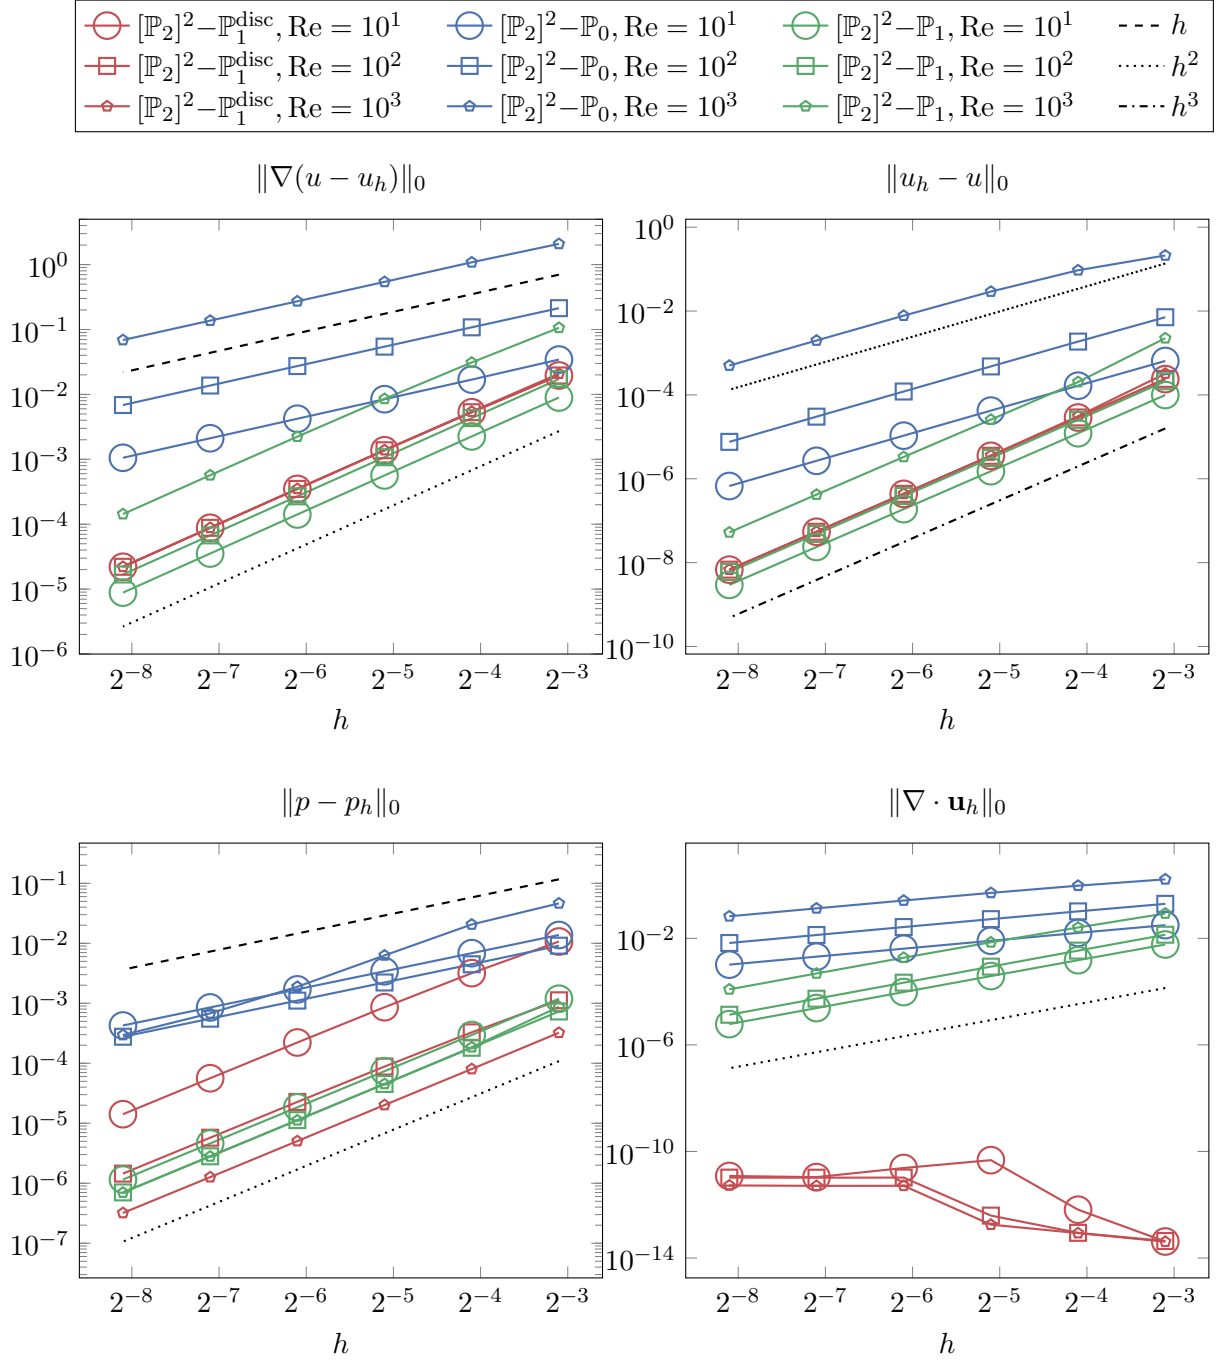 [ℙ₂]²−ℙ₁ᵈⁱˢᶜ, Re = 10¹ [ℙ₂]²−ℙ₀, Re = 10¹ [ℙ₂]²−ℙ₁, Re = 10¹ h
[ℙ₂]²−ℙ₁ᵈⁱˢᶜ, Re = 10² [ℙ₂]²−ℙ₀, Re = 10² [ℙ₂]²−ℙ₁, Re = 10² h²
[ℙ₂]²−ℙ₁ᵈⁱˢᶜ, Re = 10³ [ℙ₂]²−ℙ₀, Re = 10³ [ℙ₂]²−ℙ₁, Re = 10³ h³
‖∇(u − u_h)‖₀
10⁰
10⁻¹
10⁻²
10⁻³
10⁻⁴
10⁻⁵
10⁻⁶
2⁻⁸ 2⁻⁷ 2⁻⁶ 2⁻⁵ 2⁻⁴ 2⁻³
h
‖u_h − u‖₀
10⁰
10⁻²
10⁻⁴
10⁻⁶
10⁻⁸
10⁻¹⁰
2⁻⁸ 2⁻⁷ 2⁻⁶ 2⁻⁵ 2⁻⁴ 2⁻³
h
‖p − p_h‖₀
10⁻¹
10⁻²
10⁻³
10⁻⁴
10⁻⁵
10⁻⁶
10⁻⁷
2⁻⁸ 2⁻⁷ 2⁻⁶ 2⁻⁵ 2⁻⁴ 2⁻³
h
‖∇ · 𝐮_h‖₀
10⁻²
10⁻⁶
10⁻¹⁰
10⁻¹⁴
2⁻⁸ 2⁻⁷ 2⁻⁶ 2⁻⁵ 2⁻⁴ 2⁻³
h